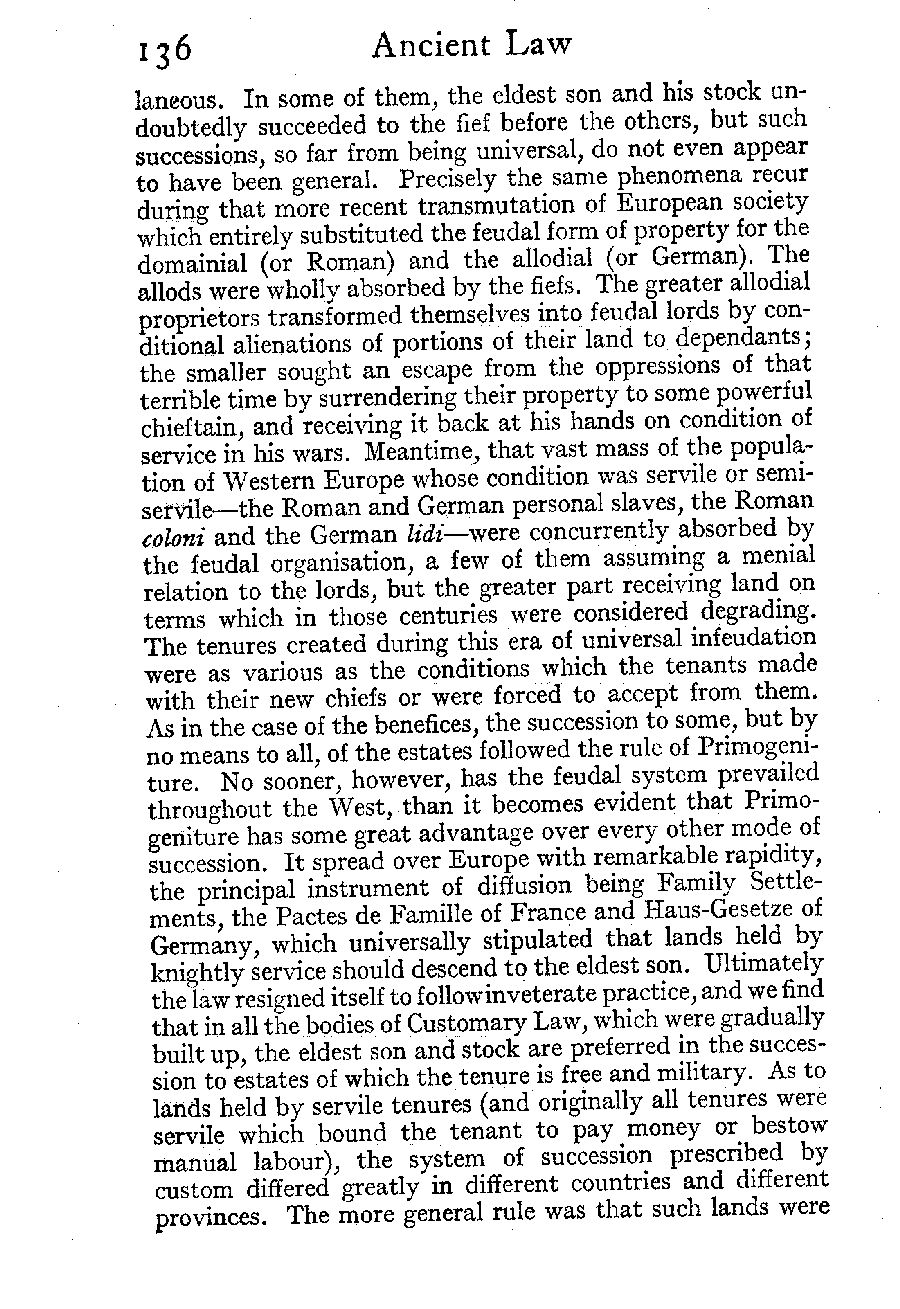 136 Ancient Law
laneous. In some of them, the eldest son and his stock un-
doubtedly succeeded to the fief before the others, but such
successions, so far from being universal, do not even appear
to have been general. Precisely the same phenomena recur
during that more recent transmutation of European society
which entirely substituted the feudal form of property for the
domainial (or Roman) and the allodial (or German). The
allods were wholly absorbed by the fiefs. The greater allodial
proprietors transformed themselves into feudal lords by con-
ditional alienations of portions of their land to dependants;
the smaller sought an escape from the oppressions of that
terrible time by surrendering their property to some powerful
chieftain, and receiving it back at his hands on condition of
service in his wars. Meantime, that vast mass of the popula-
tion of Western Europe whose condition was servile or semi-
servile—the Roman and German personal slaves, the Roman
coloni and the German lidi—were concurrently absorbed by
the feudal organisation, a few of them assuming a menial
relation to the lords, but the greater part receiving land on
terms which in those centuries were considered degrading.
The tenures created during this era of universal infeudation
were as various as the conditions which the tenants made
with their new chiefs or were forced to accept from them.
As in the case of the benefices, the succession to some, but by
no means to all, of the estates followed the rule of Primogeni-
ture. No sooner, however, has the feudal system prevailed
throughout the West, than it becomes evident that Primo-
geniture has some great advantage over every other mode of
succession. It spread over Europe with remarkable rapidity,
the principal instrument of diffusion being Family Settle-
ments, the Pactes de Famille of France and Haus-Gesetze of
Germany, which universally stipulated that lands held by
knightly service should descend to the eldest son. Ultimately
the law resigned itself to follow inveterate practice, and we find
that in all the bodies of Customary Law, which were gradually
built up, the eldest son and stock are preferred in the succes-
sion to estates of which the tenure is free and military. As to
lands held by servile tenures (and originally all tenures were
servile which bound the tenant to pay money or bestow
manual labour), the system of succession prescribed by
custom differed greatly in different countries and different
provinces. The more general rule was that such lands were